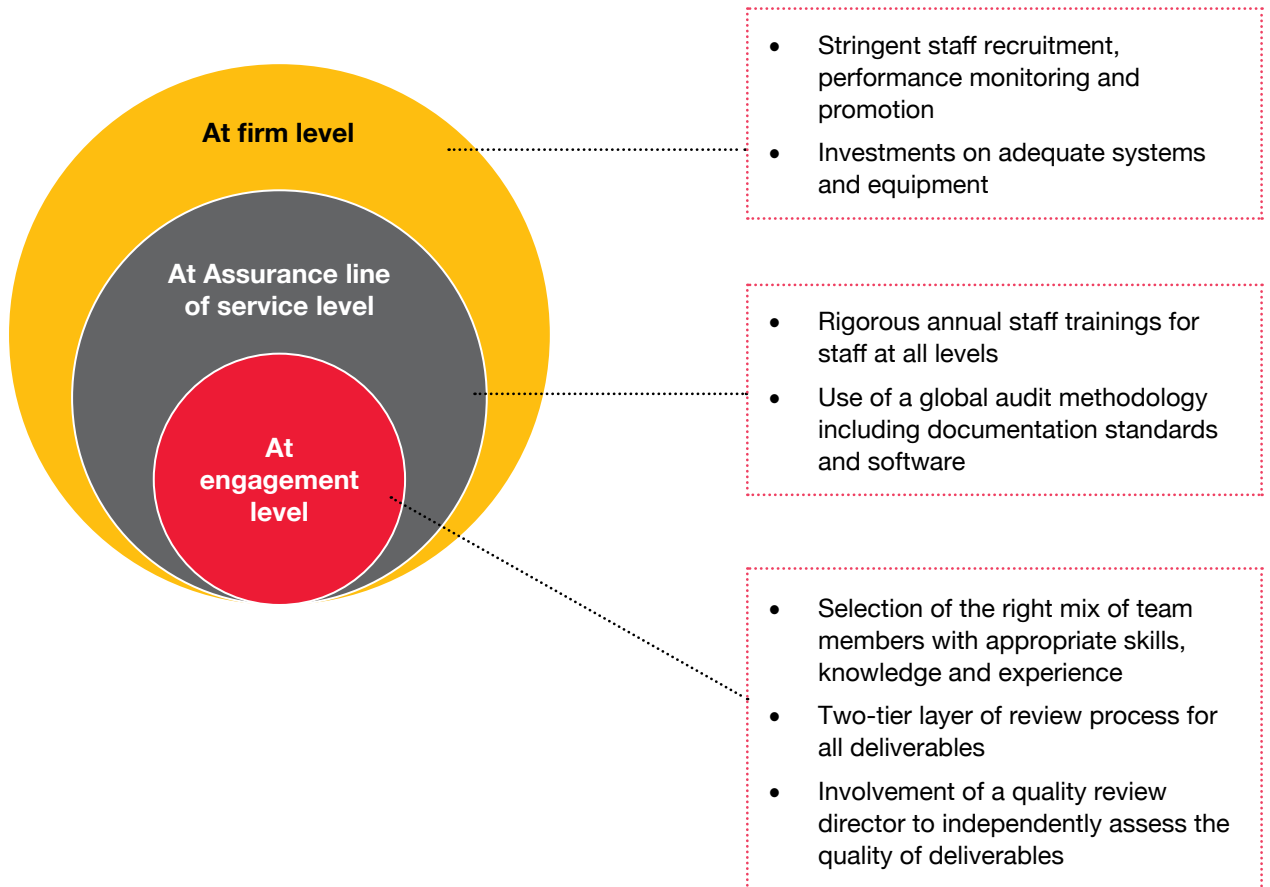 At firm level
At Assurance line
of service level
At
engagement
level
• Stringent staff recruitment,
performance monitoring and
promotion
• Investments on adequate systems
and equipment
• Rigorous annual staff trainings for
staff at all levels
• Use of a global audit methodology
including documentation standards
and software
• Selection of the right mix of team
members with appropriate skills,
knowledge and experience
• Two-tier layer of review process for
all deliverables
• Involvement of a quality review
director to independently assess the
quality of deliverables